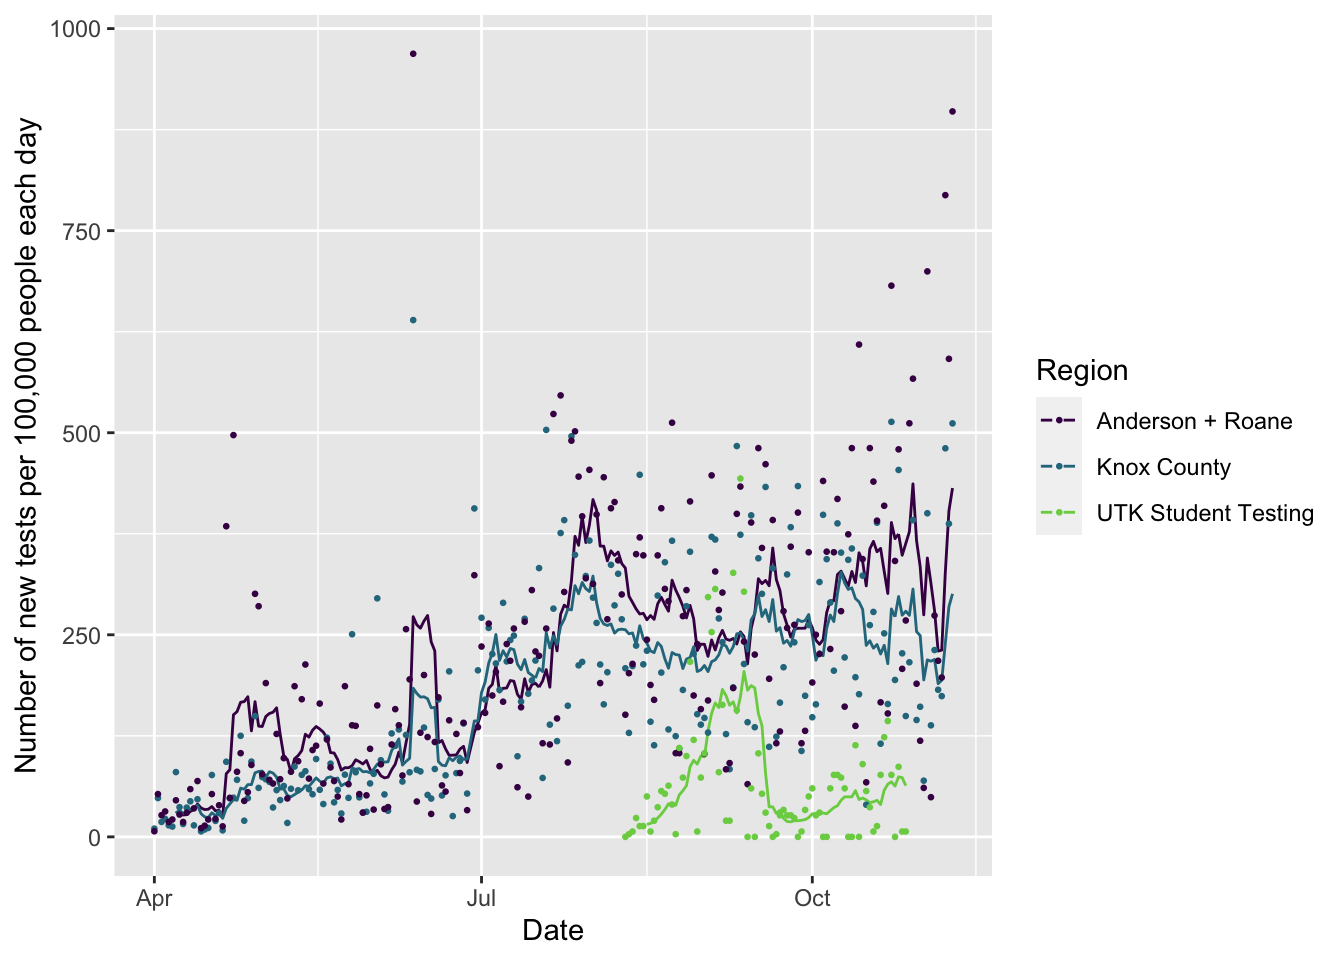 Number of new tests per 100,000 people each day
1000
750
500
250
0
Apr
Jul
Oct
Date
Region
Anderson + Roane
Knox County
UTK Student Testing